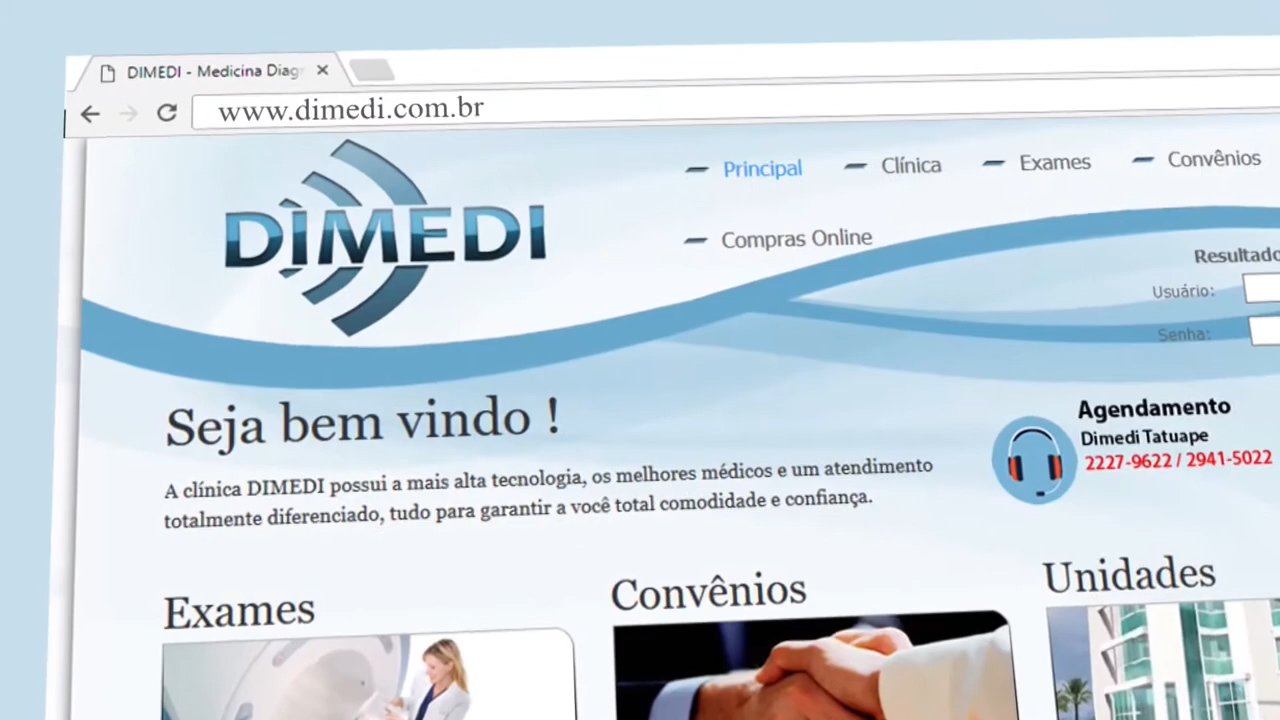 DIMEDI - Medicina Diag
www.dimedi.com.br
DIMEDI
Principal
Clínica
Exames
Convênios
Compras Online
Resultado
Usuário:
Senha:
Seja bem vindo !
A clínica DIMEDI possui a mais alta tecnologia, os melhores médicos e um atendimento
totalmente diferenciado, tudo para garantir a você total comodidade e confiança.
Agendamento
Dimedi Tatuape
2227-9622 / 2941-5022
Exames
Convênios
Unidades